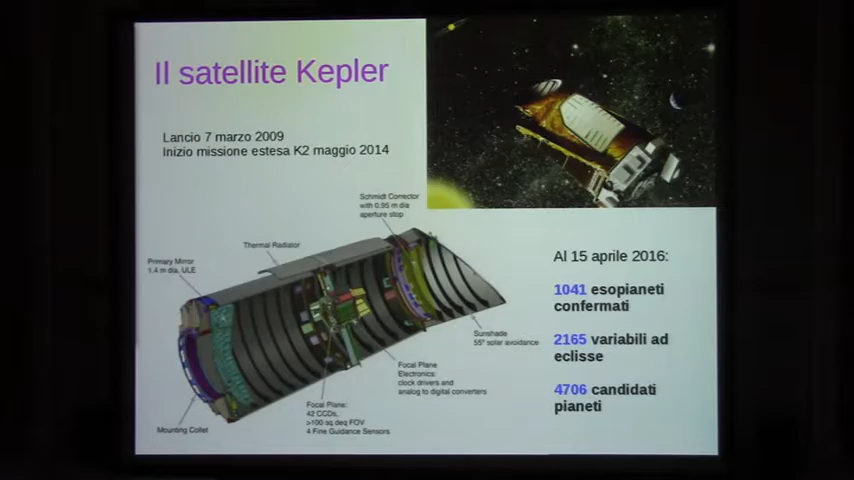 Il satellite Kepler
Lancio 7 marzo 2009
Inizio missione estesa K2 maggio 2014
Schmidt Corrector
with 0.95 m dia
aperture stop
Thermal Radiator
Primary Mirror
1.4 m dia, ULE
Sunshade
55° solar avoidance
Focal Plane
Electronics:
clock drivers and
analog to digital converters
Focal Plane:
42 CCDs,
>100 sq deq FOV
4 Fine Guidance Sensors
Mounting Collet
Al 15 aprile 2016:
1041 esopianeti
confermati
2165 variabili ad
eclisse
4706 candidati
pianeti